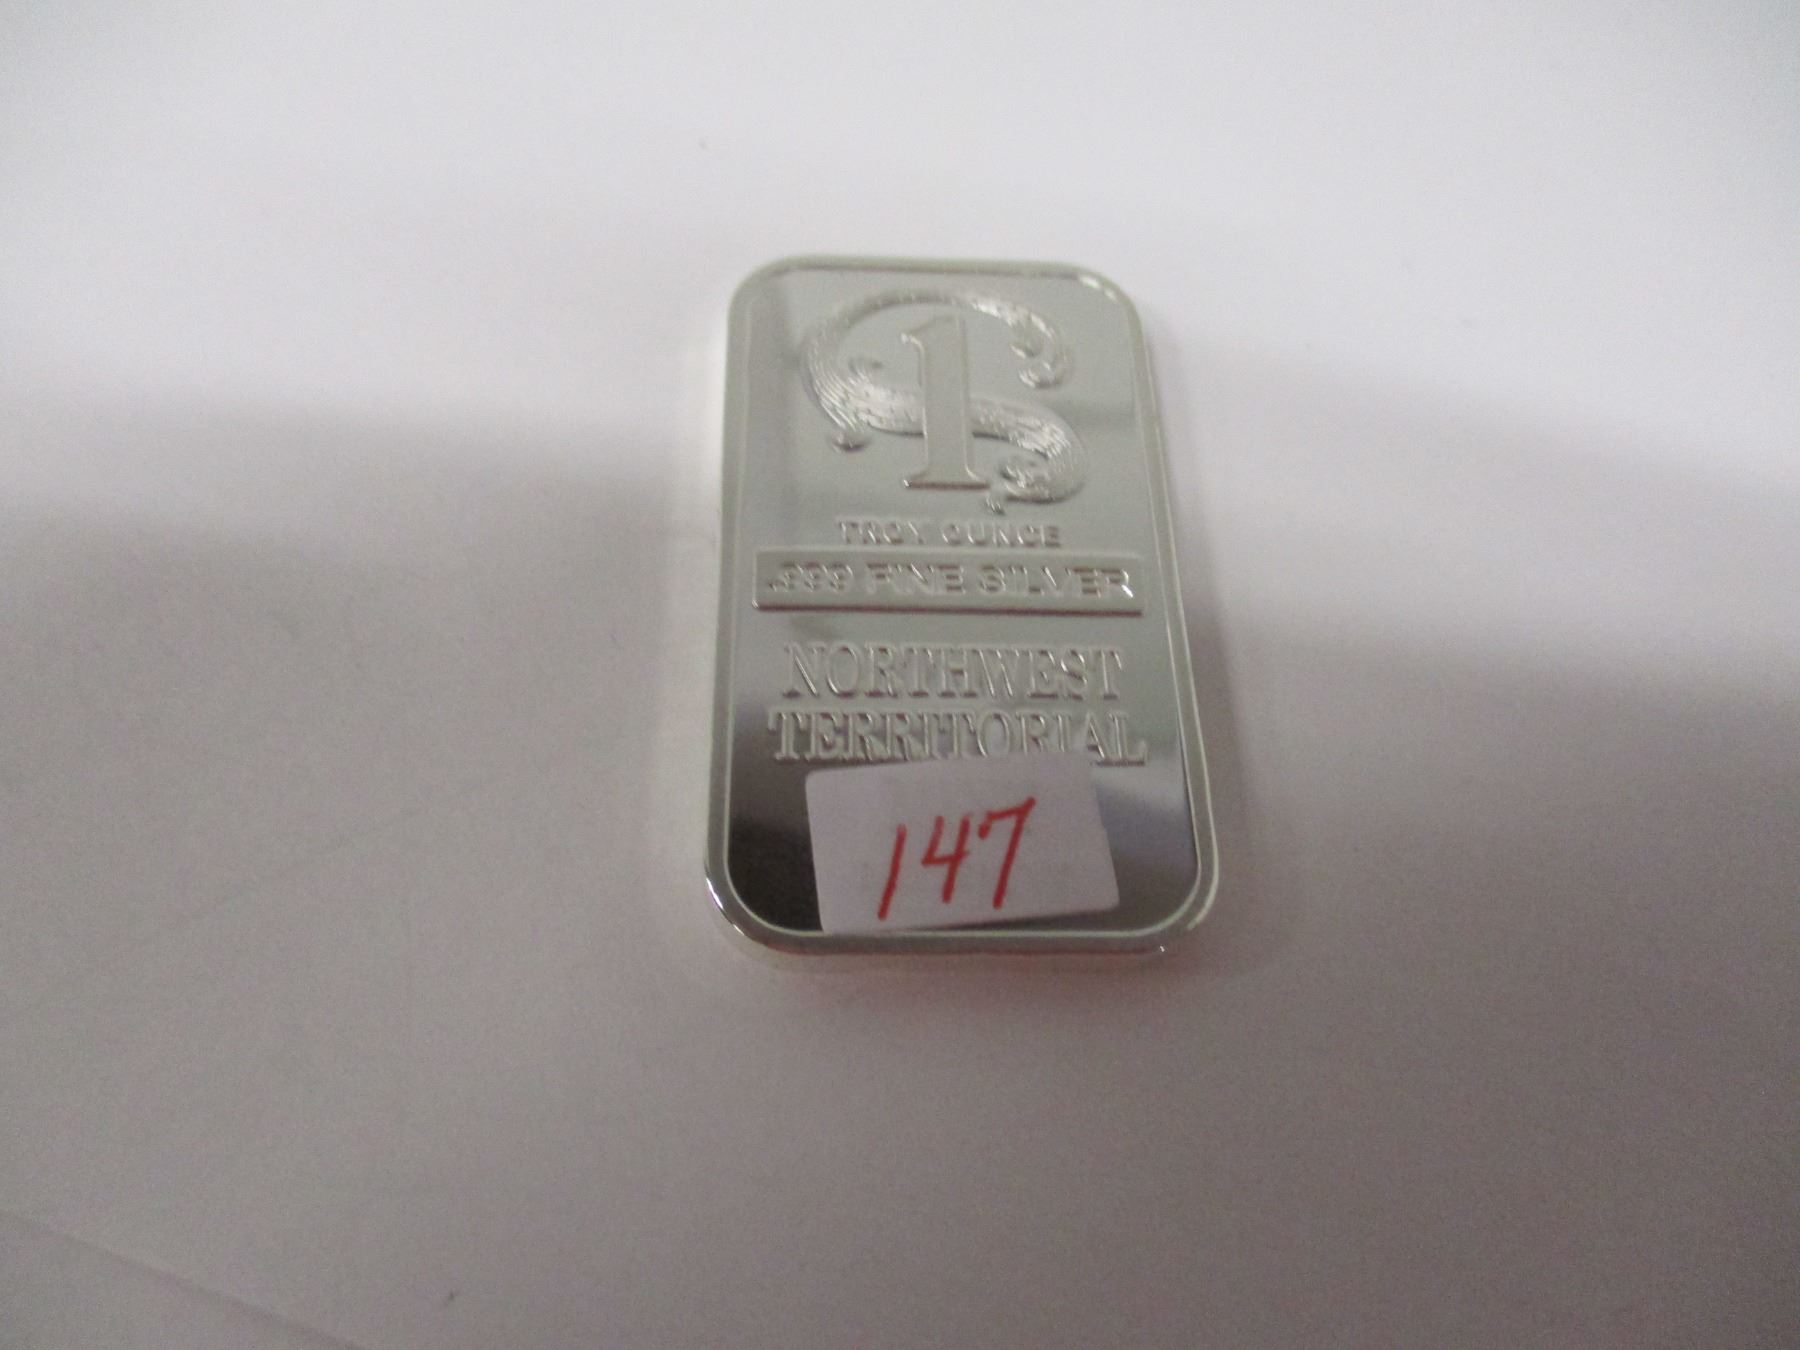 1
TROY OUNCE
.999 FINE SILVER
NORTHWEST
TERRITORIAL
147